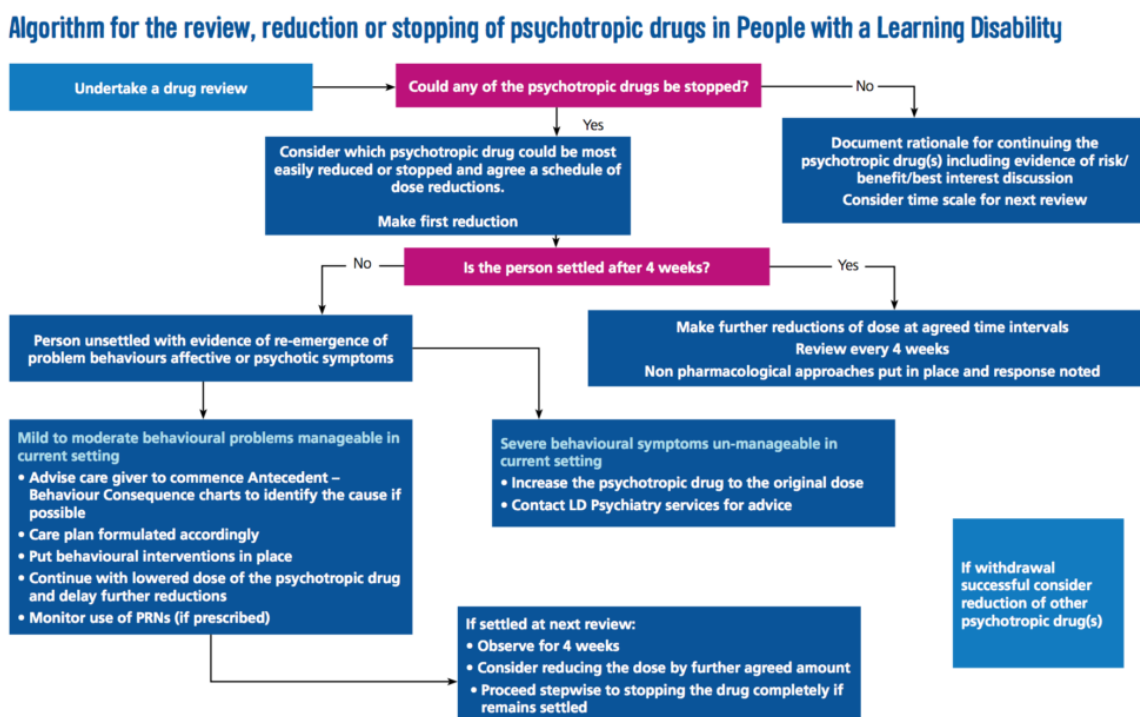 Algorithm for the review, reduction or stopping of psychotropic drugs in People with a Learning Disability
Undertake a drug review
Could any of the psychotropic drugs be stopped?
No
Yes
Document rationale for continuing the
psychotropic drug(s) including evidence of risk/
benefit/best interest discussion
Consider time scale for next review
Consider which psychotropic drug could be most
easily reduced or stopped and agree a schedule of
dose reductions.
Make first reduction
Is the person settled after 4 weeks?
No
Yes
Person unsettled with evidence of re-emergence of
problem behaviours affective or psychotic symptoms
Make further reductions of dose at agreed time intervals
Review every 4 weeks
Non pharmacological approaches put in place and response noted
Mild to moderate behavioural problems manageable in
current setting
• Advise care giver to commence Antecedent –
Behaviour Consequence charts to identify the cause if
possible
• Care plan formulated accordingly
• Put behavioural interventions in place
• Continue with lowered dose of the psychotropic drug
and delay further reductions
• Monitor use of PRNs (if prescribed)
Severe behavioural symptoms un-manageable in
current setting
• Increase the psychotropic drug to the original dose
• Contact LD Psychiatry services for advice
If withdrawal
successful consider
reduction of other
psychotropic drug(s)
If settled at next review:
• Observe for 4 weeks
• Consider reducing the dose by further agreed amount
• Proceed stepwise to stopping the drug completely if
remains settled